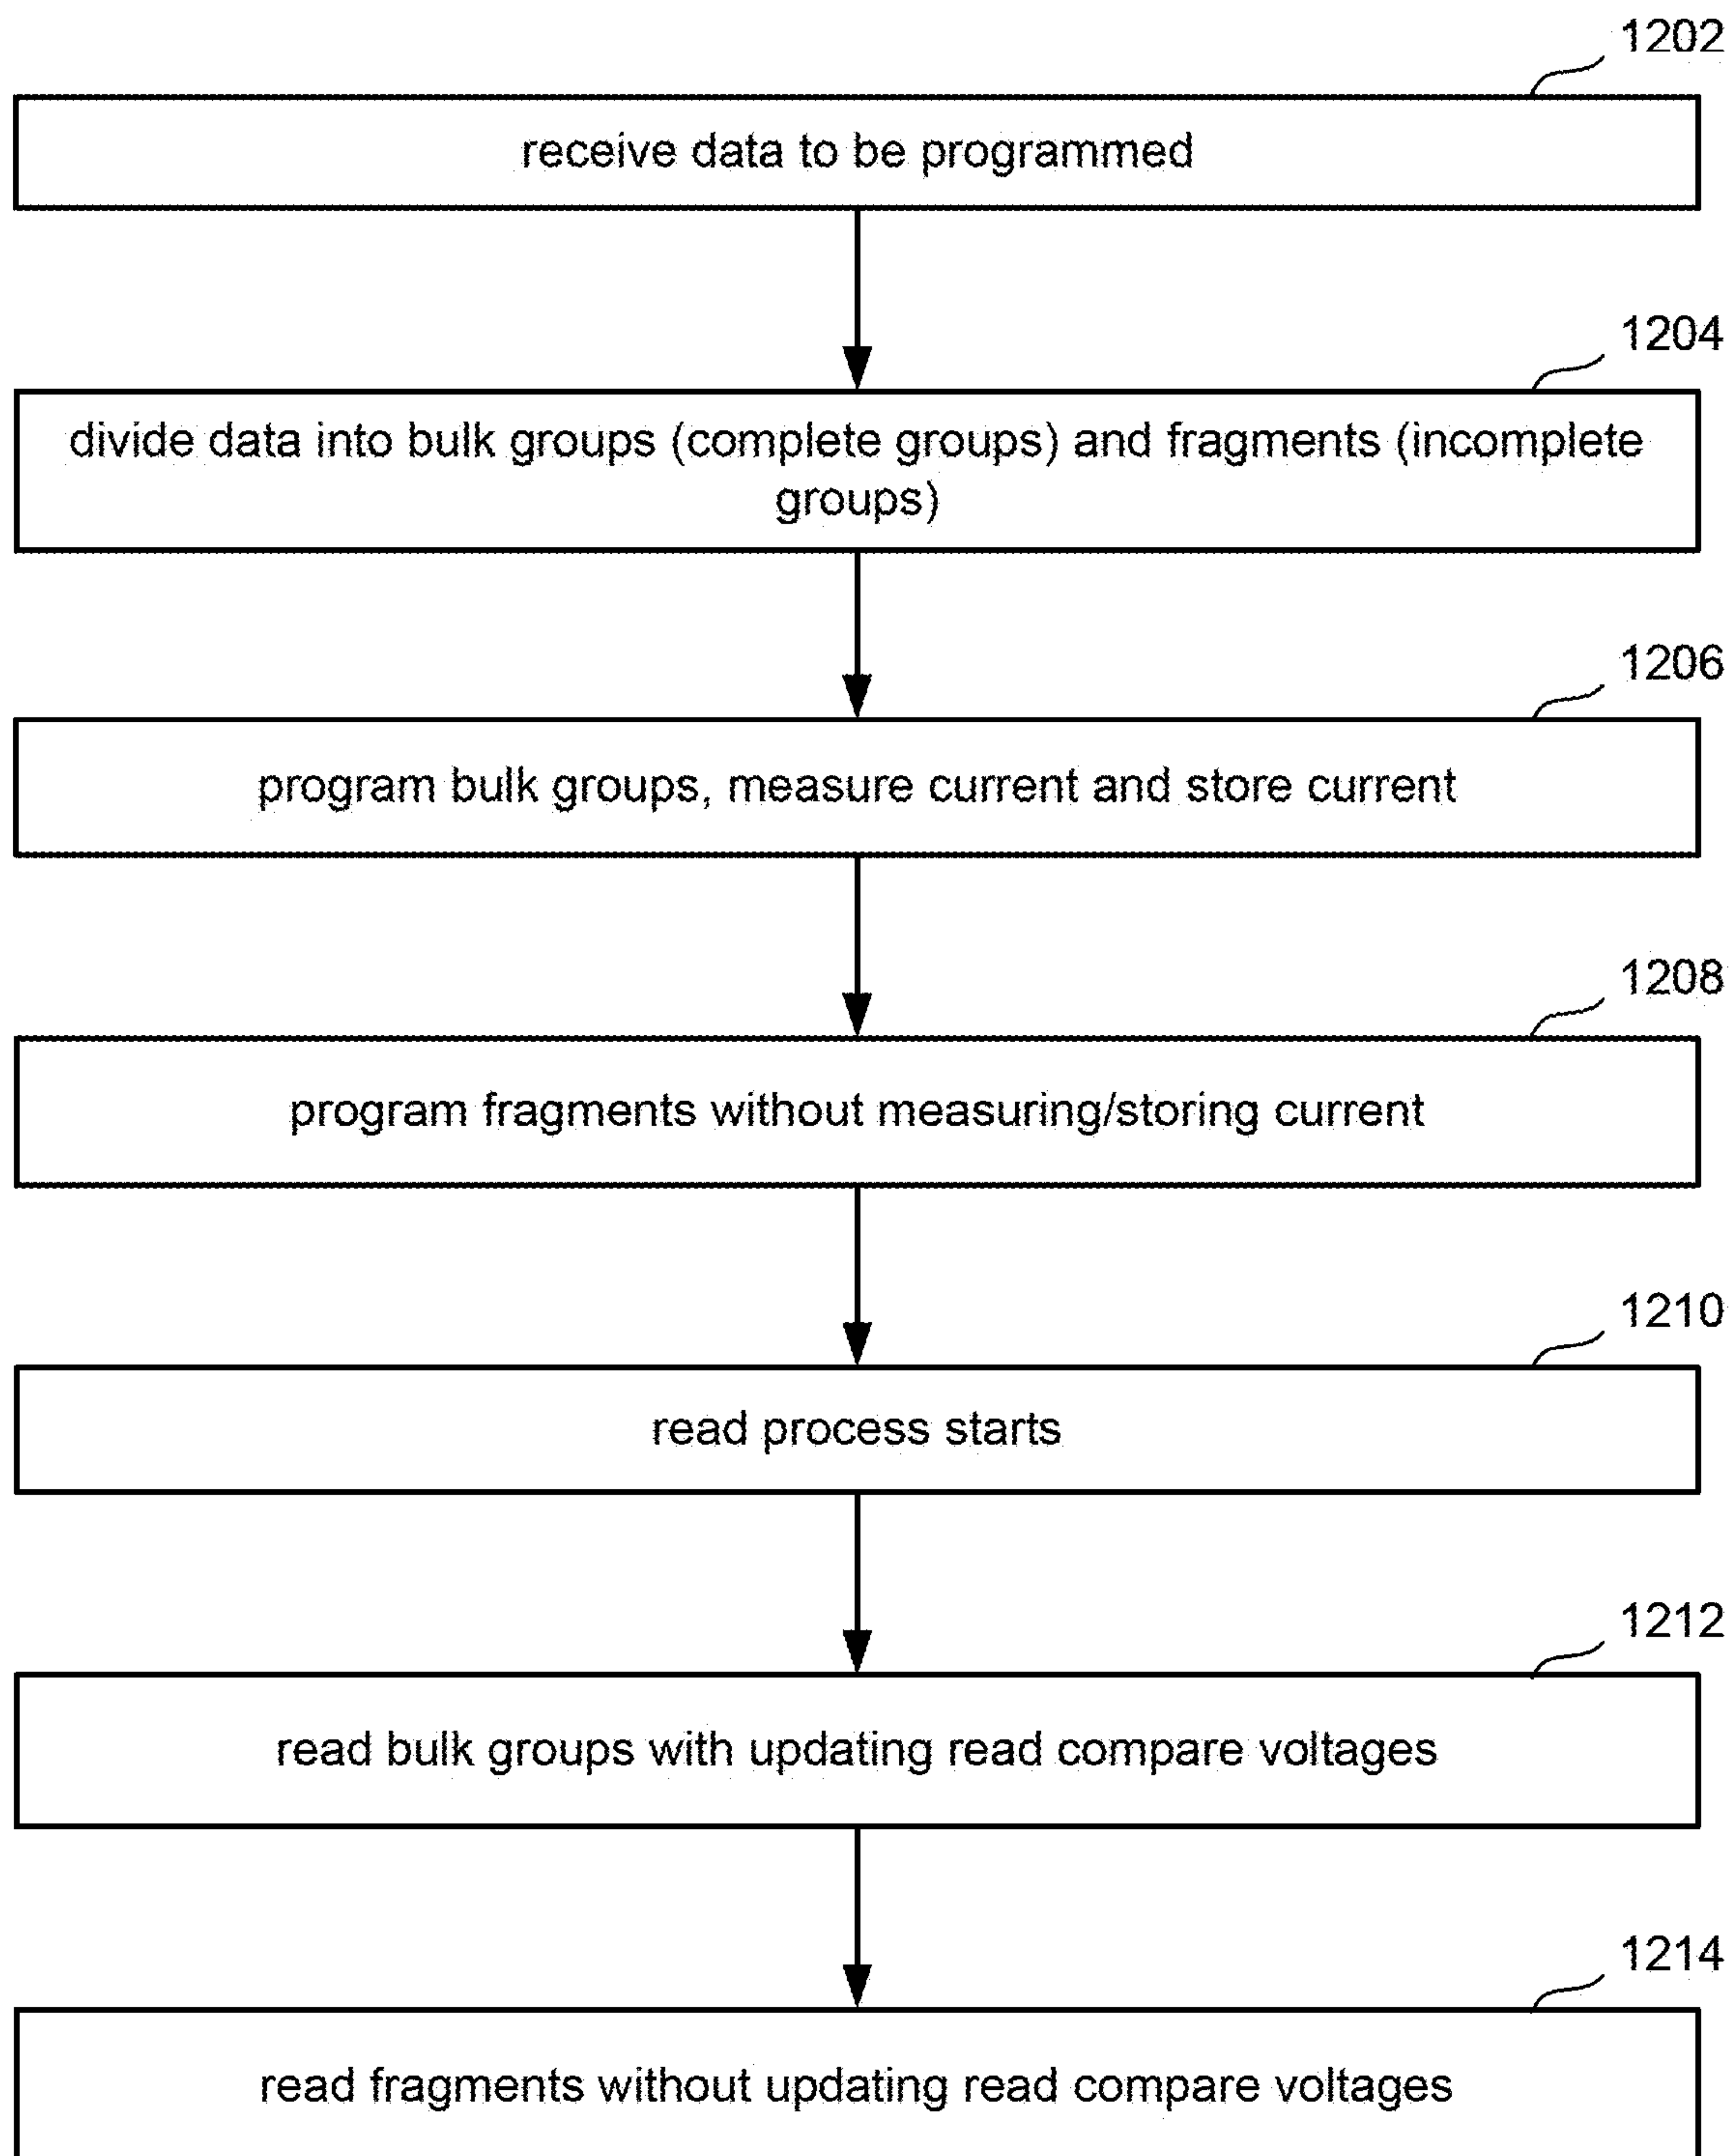 1202
receive data to be programmed
1204
divide data into bulk groups (complete groups) and fragments (incomplete
groups)
1206
program bulk groups, measure current and store current
1208
program fragments without measuring/storing current
1210
read process starts
1212
read bulk groups with updating read compare voltages
1214
read fragments without updating read compare voltages